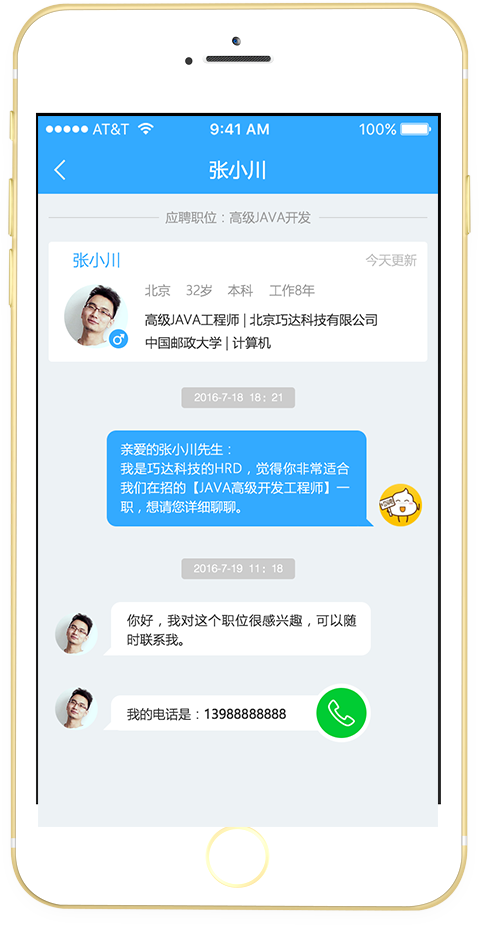 AT&T 9:41 AM 100%
张小川
应聘职位：高级JAVA开发
张小川 今天更新
北京 32岁 本科 工作8年
高级JAVA工程师 | 北京巧达科技有限公司
中国邮政大学 | 计算机
2016-7-18 18：21
亲爱的张小川先生：
我是巧达科技的HRD，觉得你非常适合
我们在招的【JAVA高级开发工程师】一
职，想请您详细聊聊。
2016-7-19 11：18
你好，我对这个职位很感兴趣，可以随
时联系我。
我的电话是：13988888888